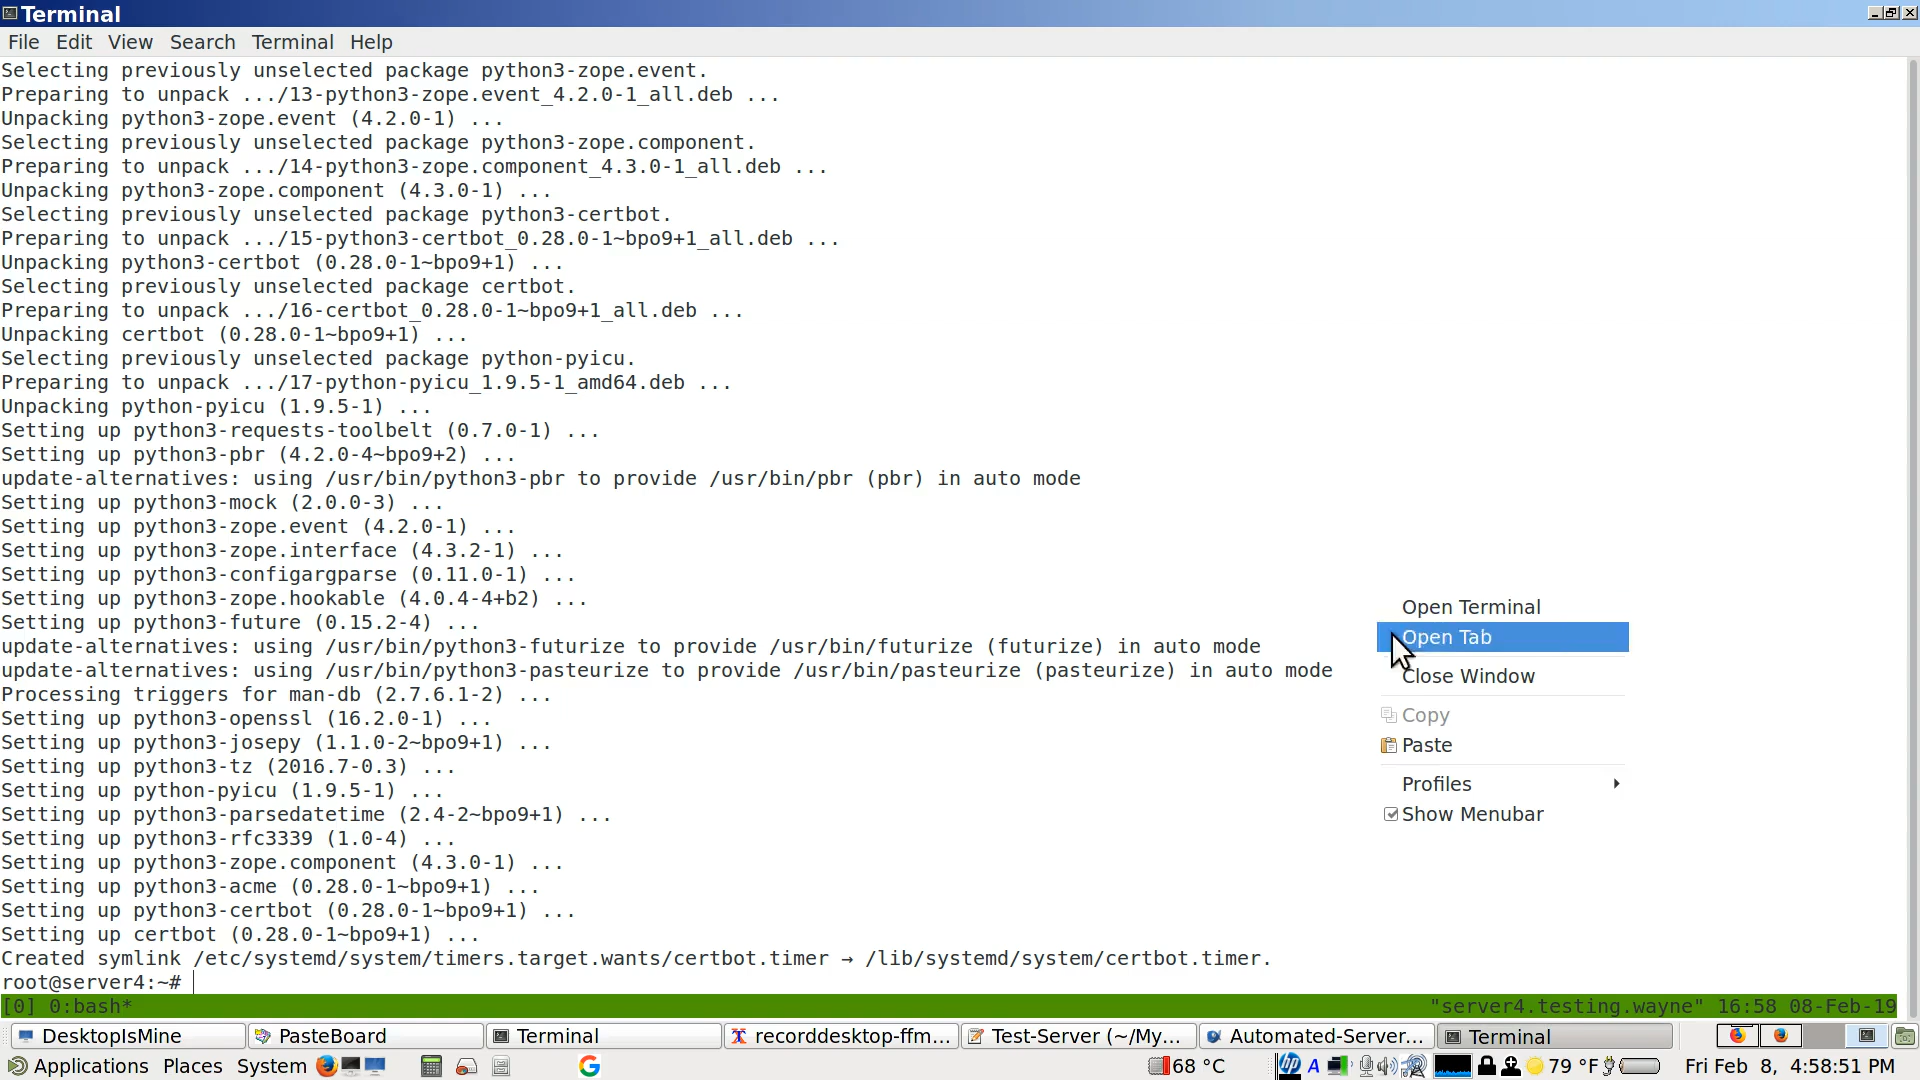 Terminal
File Edit View Search Terminal Help
Selecting previously unselected package python3-zope.event.
Preparing to unpack .../13-python3-zope.event_4.2.0-1_all.deb ...
Unpacking python3-zope.event (4.2.0-1) ...
Selecting previously unselected package python3-zope.component.
Preparing to unpack .../14-python3-zope.component_4.3.0-1_all.deb ...
Unpacking python3-zope.component (4.3.0-1) ...
Selecting previously unselected package python3-certbot.
Preparing to unpack .../15-python3-certbot_0.28.0-1~bpo9+1_all.deb ...
Unpacking python3-certbot (0.28.0-1~bpo9+1) ...
Selecting previously unselected package certbot.
Preparing to unpack .../16-certbot_0.28.0-1~bpo9+1_all.deb ...
Unpacking certbot (0.28.0-1~bpo9+1) ...
Selecting previously unselected package python-pyicu.
Preparing to unpack .../17-python-pyicu_1.9.5-1_amd64.deb ...
Unpacking python-pyicu (1.9.5-1) ...
Setting up python3-requests-toolbelt (0.7.0-1) ...
Setting up python3-pbr (4.2.0-4~bpo9+2) ...
update-alternatives: using /usr/bin/python3-pbr to provide /usr/bin/pbr (pbr) in auto mode
Setting up python3-mock (2.0.0-3) ...
Setting up python3-zope.event (4.2.0-1) ...
Setting up python3-zope.interface (4.3.2-1) ...
Setting up python3-configargparse (0.11.0-1) ...
Setting up python3-zope.hookable (4.0.4-4+b2) ...
Setting up python3-future (0.15.2-4) ...
update-alternatives: using /usr/bin/python3-futurize to provide /usr/bin/futurize (futurize) in auto mode
update-alternatives: using /usr/bin/python3-pasteurize to provide /usr/bin/pasteurize (pasteurize) in auto mode
Processing triggers for man-db (2.7.6.1-2) ...
Setting up python3-openssl (16.2.0-1) ...
Setting up python3-josepy (1.1.0-2~bpo9+1) ...
Setting up python3-tz (2016.7-0.3) ...
Setting up python-pyicu (1.9.5-1) ...
Setting up python3-parsedatetime (2.4-2~bpo9+1) ...
Setting up python3-rfc3339 (1.0-4) ...
Setting up python3-zope.component (4.3.0-1) ...
Setting up python3-acme (0.28.0-1~bpo9+1) ...
Setting up python3-certbot (0.28.0-1~bpo9+1) ...
Setting up certbot (0.28.0-1~bpo9+1) ...
Created symlink /etc/systemd/system/timers.target.wants/certbot.timer → /lib/systemd/system/certbot.timer.
root@server4:~#
Open Terminal
Open Tab
Close Window
Copy
Paste
Profiles
Show Menubar
[0] 0:bash* "server4.testing.wayne" 16:58 08-Feb-19
DesktopIsMine PasteBoard Terminal recorddesktop-ffm... Test-Server (~/My... Automated-Server... Terminal
Applications Places System G 68 °C hp A 79 °F Fri Feb 8, 4:58:51 PM